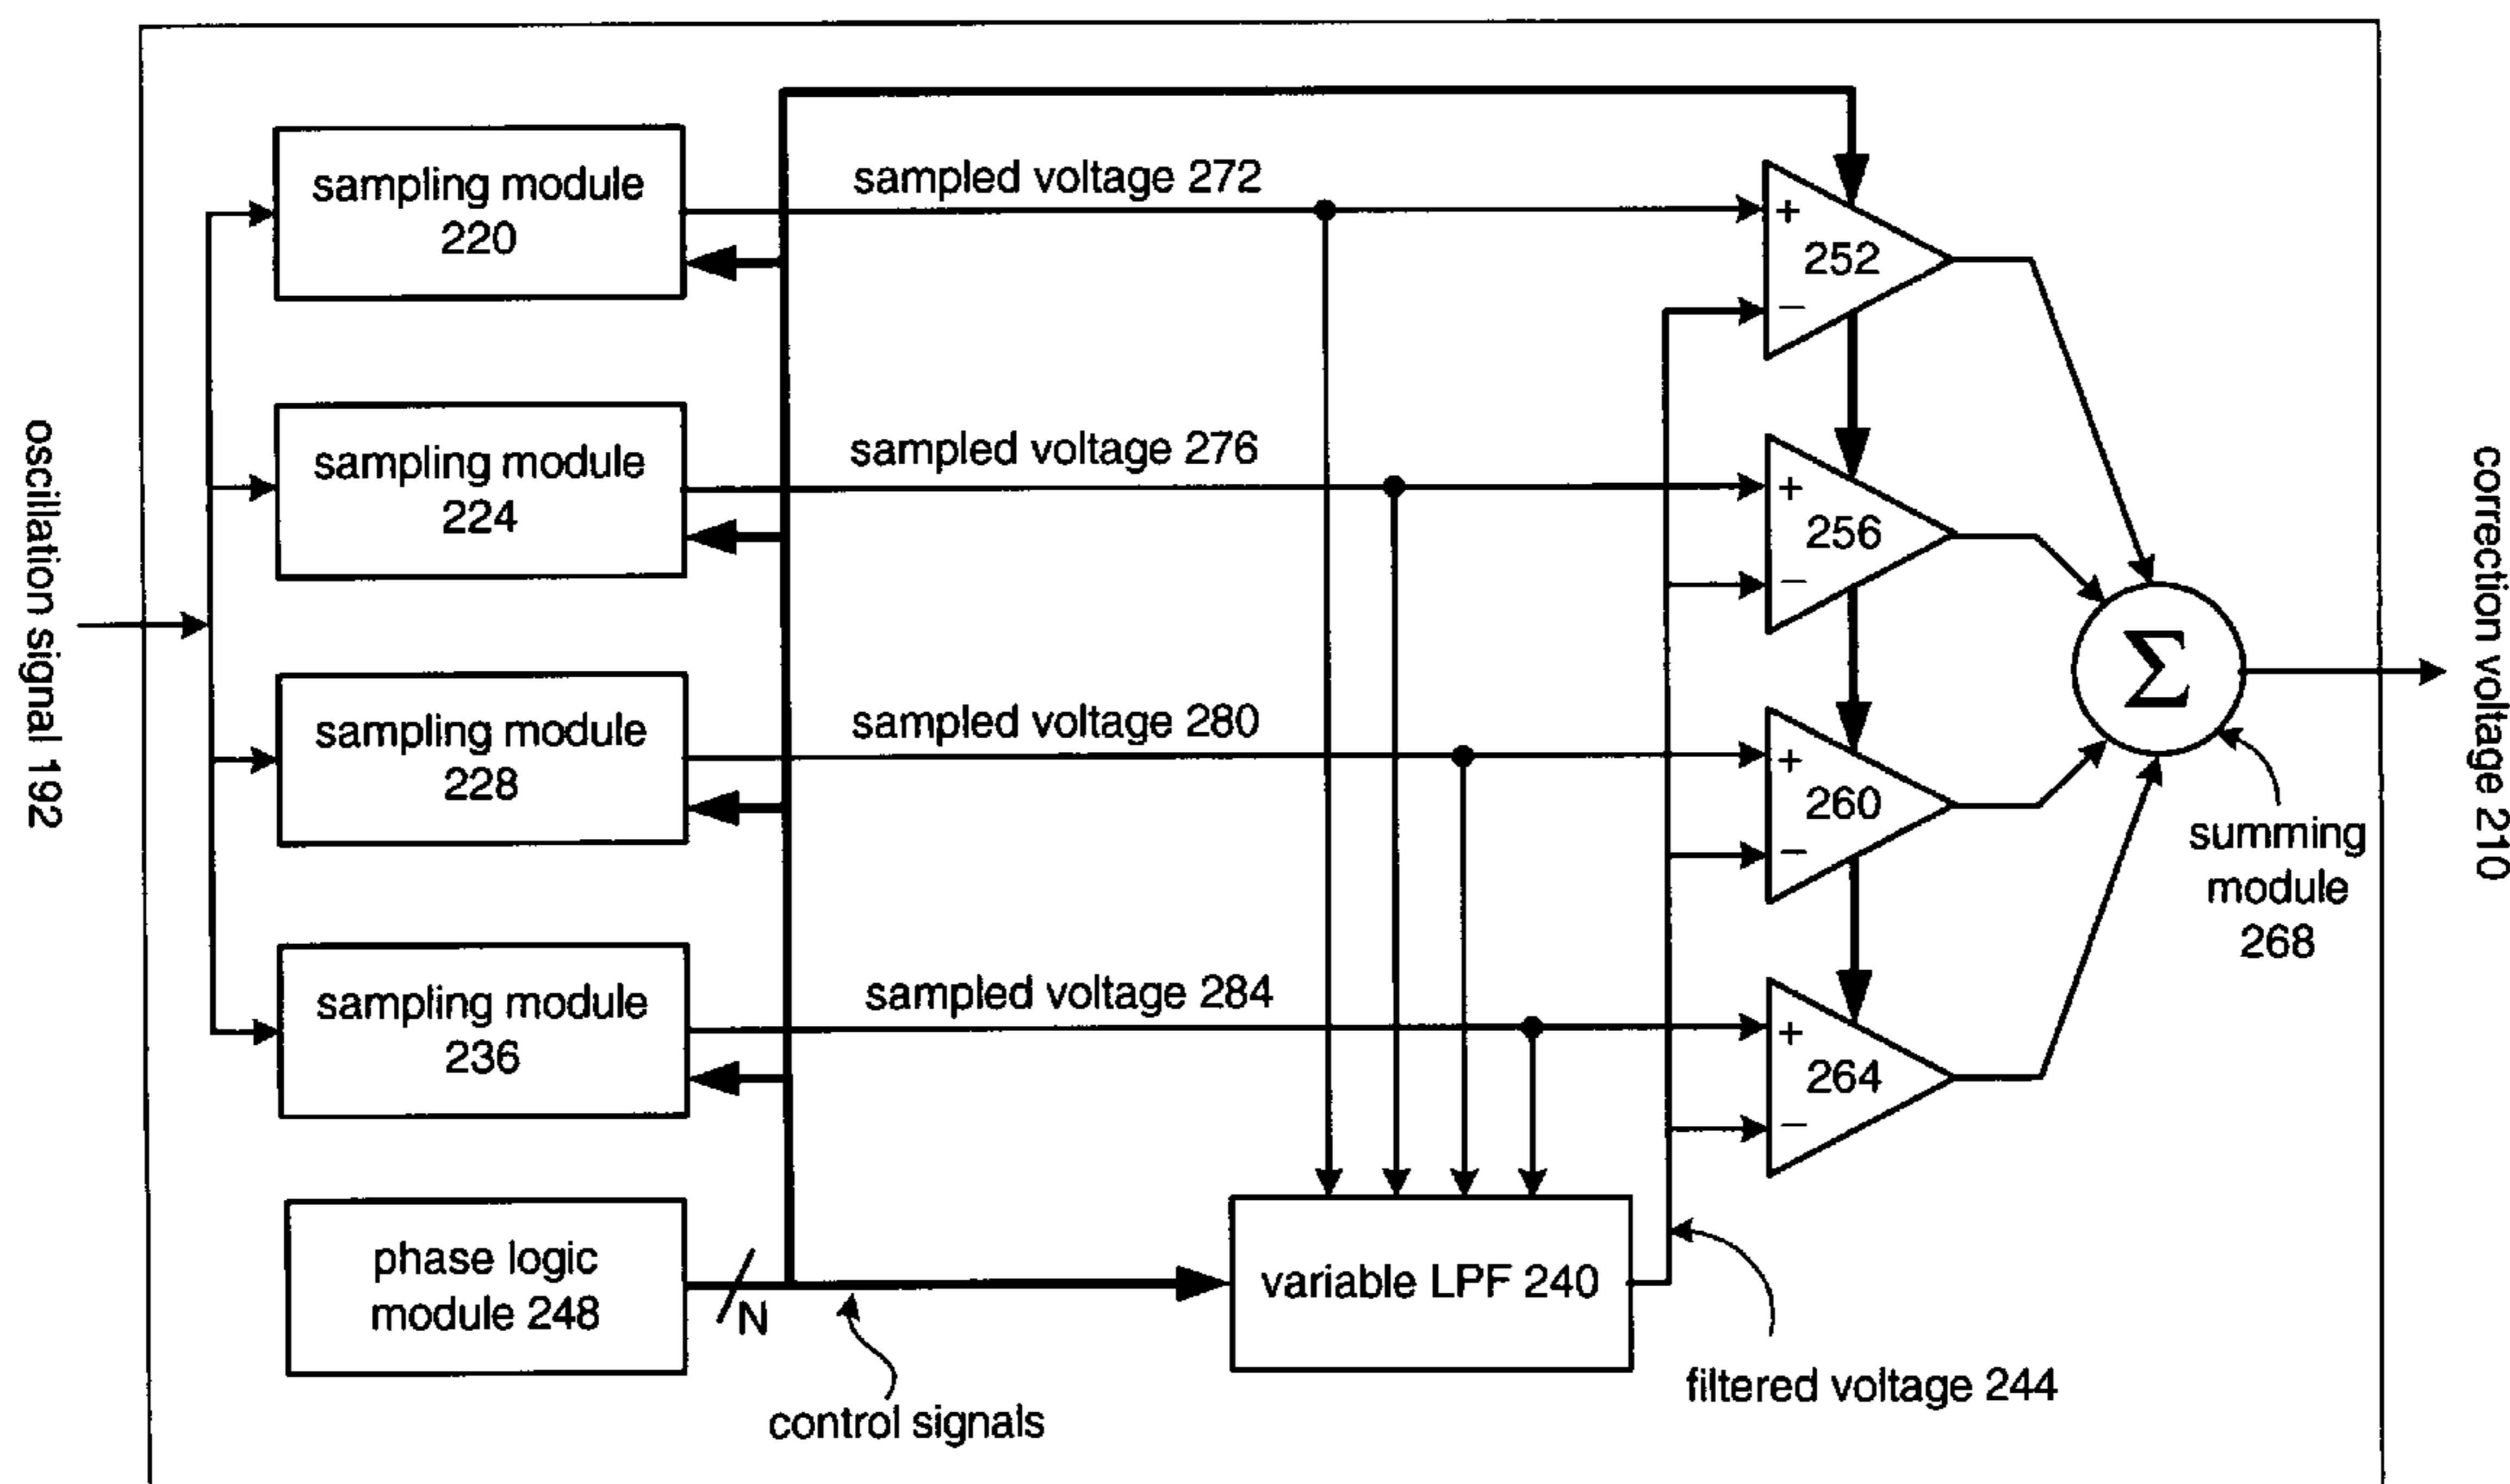 oscillation signal 192
sampling module
220
sampled voltage 272
+
252
−
sampling module
224
sampled voltage 276
+
256
−
Σ
sampling module
228
sampled voltage 280
+
260
−
summing
module
268
correction voltage 210
sampling module
236
sampled voltage 284
+
264
−
phase logic
module 248
N
variable LPF 240
control signals
filtered voltage 244